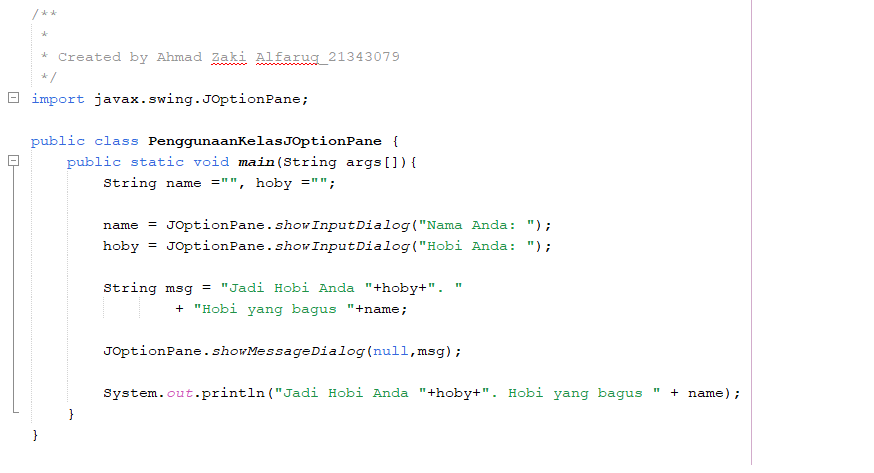 /**
*
* Created by Ahmad Zaki Alfaruq_21343079
*/
import javax.swing.JOptionPane;
public class PenggunaanKelasJOptionPane {
public static void main(String args[]){
String name ="", hoby ="";
name = JOptionPane.showInputDialog("Nama Anda: ");
hoby = JOptionPane.showInputDialog("Hobi Anda: ");
String msg = "Jadi Hobi Anda "+hoby+". "
+ "Hobi yang bagus "+name;
JOptionPane.showMessageDialog(null,msg);
System.out.println("Jadi Hobi Anda "+hoby+". Hobi yang bagus " + name);
}
}